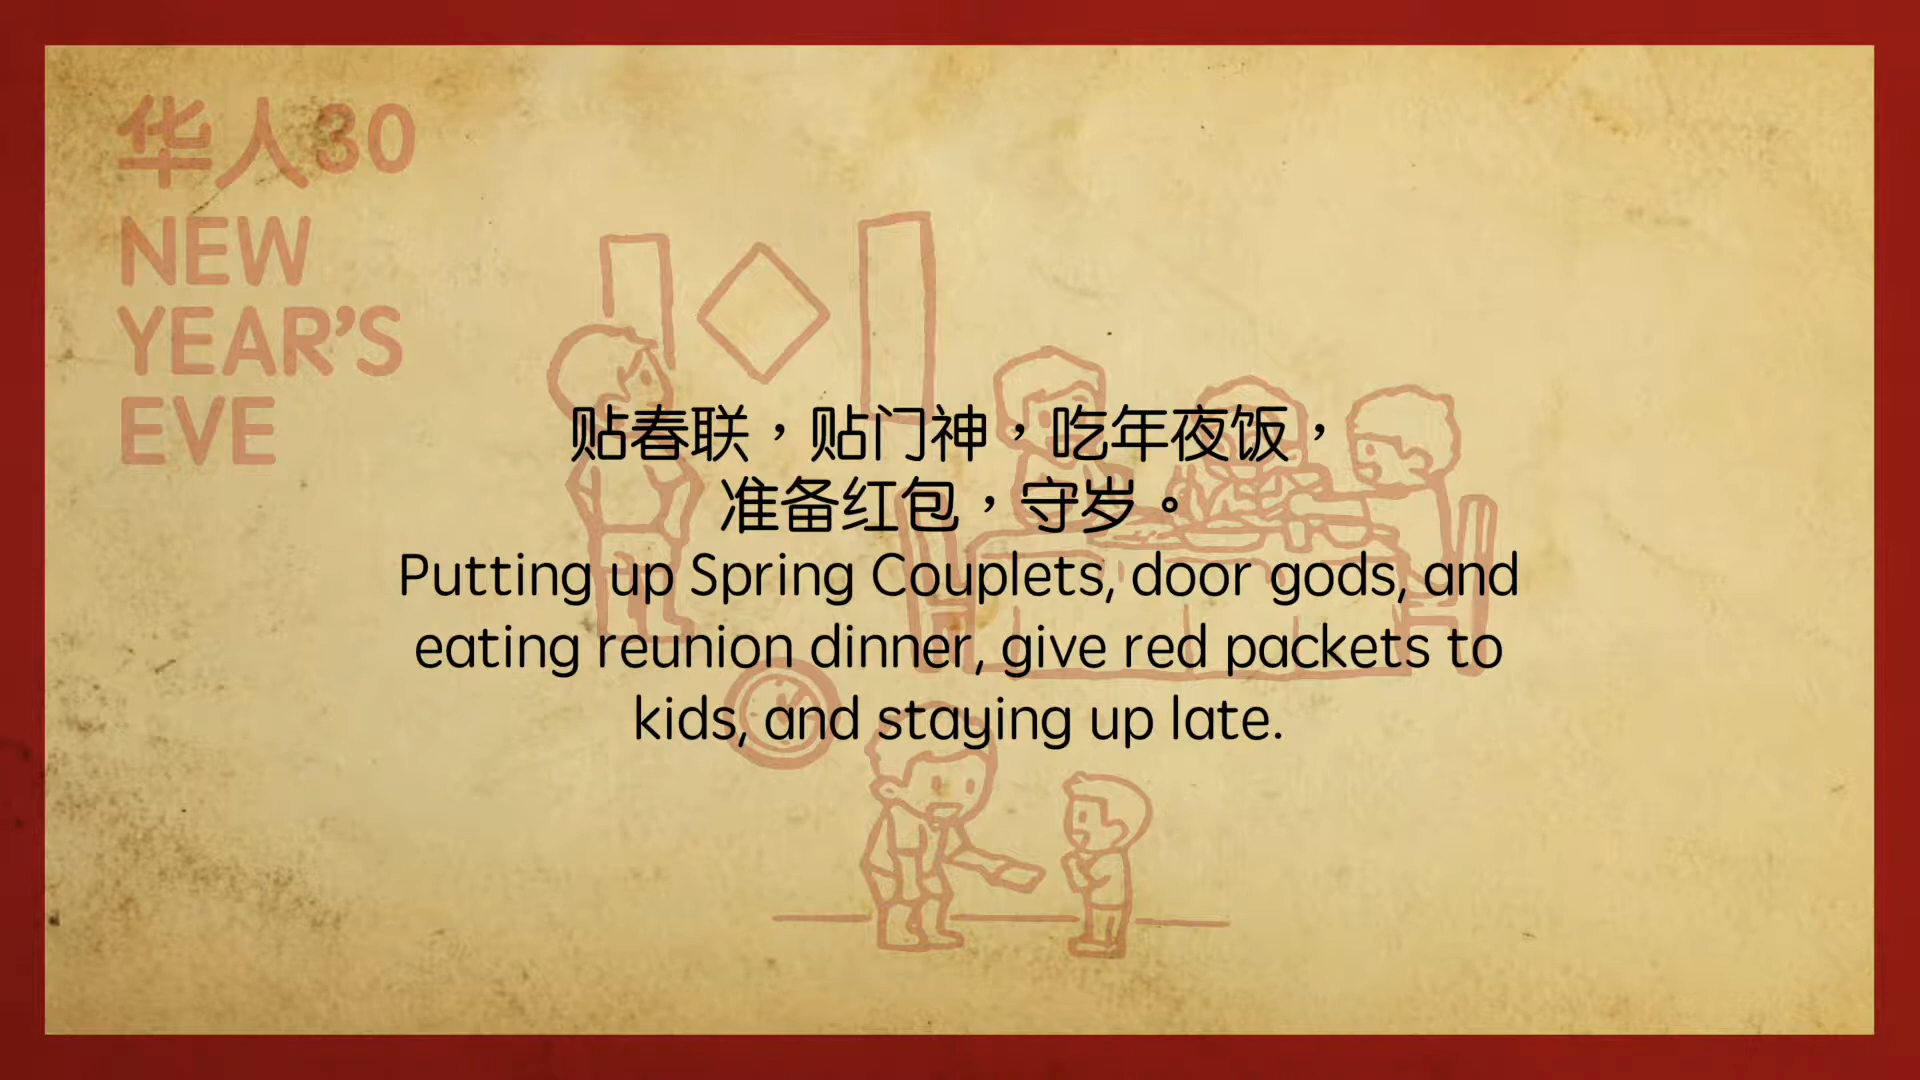 华人30
NEW
YEAR’S
EVE
贴春联，贴门神，吃年夜饭，
准备红包，守岁。
Putting up Spring Couplets, door gods, and
eating reunion dinner, give red packets to
kids, and staying up late.